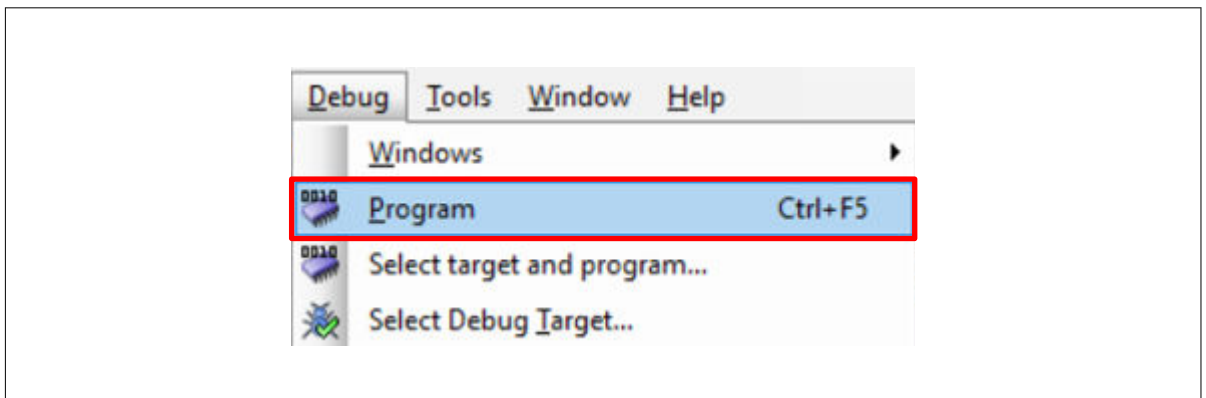 Debug Tools Window Help
Windows
Program Ctrl+F5
Select target and program...
Select Debug Target...